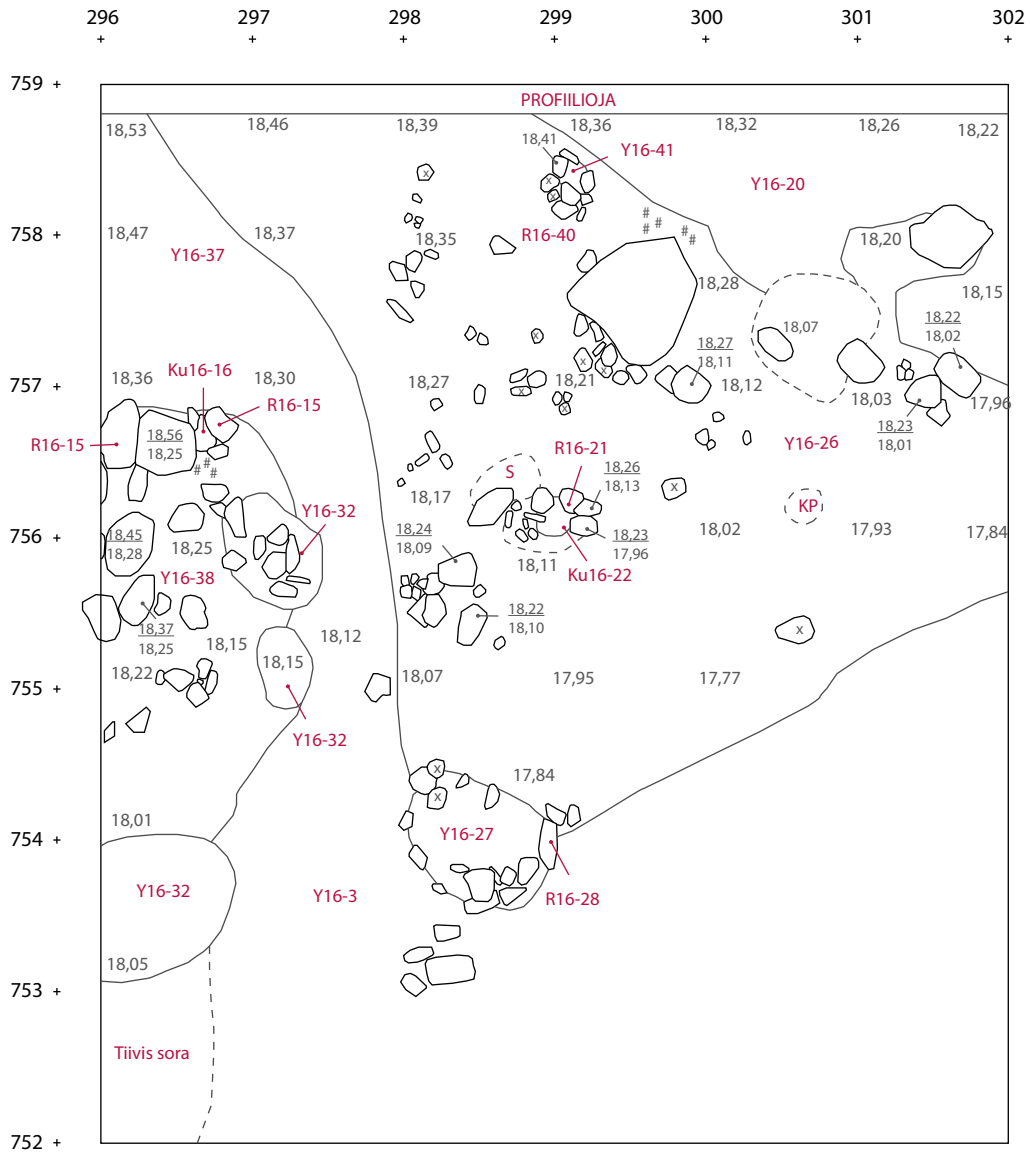 296 297 298 299 300 301 302
+ + + + + + +
759 +
PROFIILIOJA
18,53 18,46 18,39 18,36 18,32 18,26 18,22
18,41
Y16-41
x
x
x
Y16-20
#
# #
#
#
758 +
18,47 18,37 18,35 R16-40 18,20
Y16-37
18,28
18,15
18,07
18,22
18,02
x
18,27
18,11
x
x
757 +
Ku16-16
18,36 18,30 18,27 18,21 18,12 18,03 17,96
x
x
R16-15
18,23
18,01
R16-15
18,56
18,25
R16-21
Y16-26
#
# #
S
18,26
18,13
x
18,17
KP
Y16-32
756 +
18,45
18,28
18,25
18,24
18,09
18,23
17,96
18,02 17,93 17,84
18,11
Ku16-22
Y16-38
18,37
18,25
18,22
18,10
x
18,15 18,12
18,15
18,22 18,07 17,95 17,77
755 +
Y16-32
x
17,84
x
18,01
754 +
Y16-27
Y16-32 Y16-3 R16-28
18,05
753 +
Tiivis sora
752 +